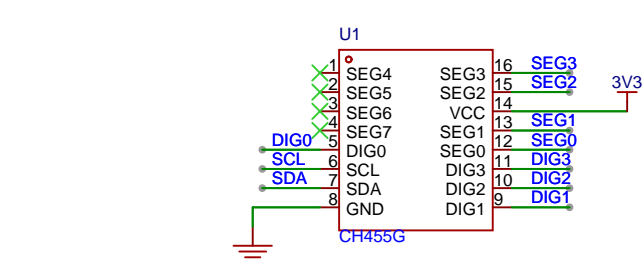 U1
1 SEG4 SEG3 16 SEG3
2 SEG5 SEG2 15 SEG2
3 SEG6 VCC 14 3V3
4 SEG7 SEG1 13 SEG1
DIG0 5 DIG0 SEG0 12 SEG0
SCL 6 SCL DIG3 11 DIG3
SDA 7 SDA DIG2 10 DIG2
8 GND DIG1 9 DIG1
CH455G